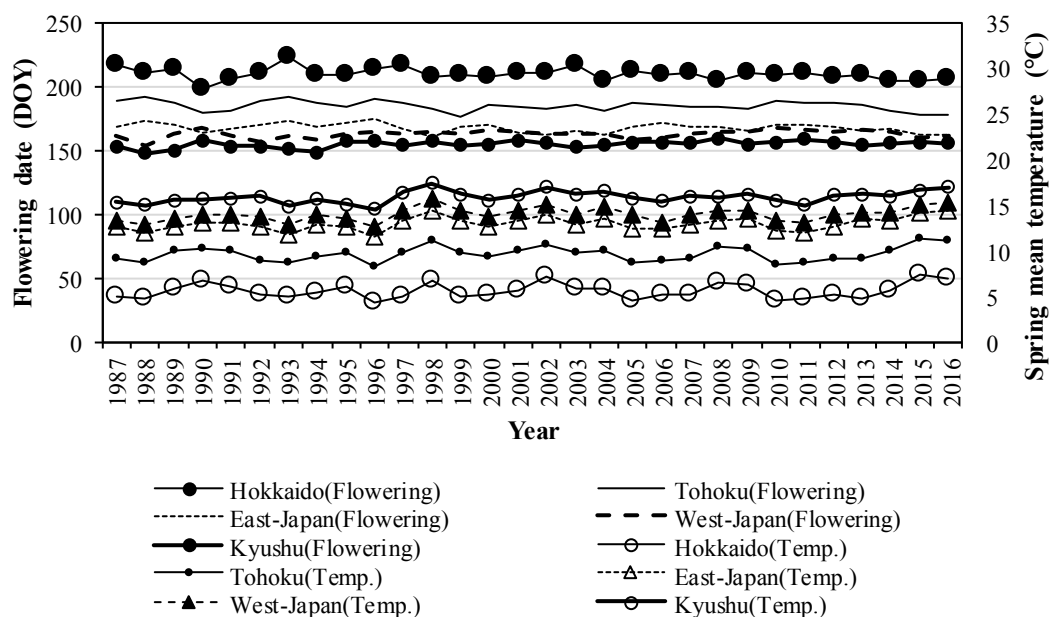 Flowering date (DOY)
250
200
150
100
50
0
35
30
25
20
15
10
5
0
Spring mean temperature (°C)
1987 1988 1989 1990 1991 1992 1993 1994 1995 1996 1997 1998 1999 2000 2001 2002 2003 2004 2005 2006 2007 2008 2009 2010 2011 2012 2013 2014 2015 2016
Year
Hokkaido(Flowering) Tohoku(Flowering)
East-Japan(Flowering) West-Japan(Flowering)
Kyushu(Flowering) Hokkaido(Temp.)
Tohoku(Temp.) East-Japan(Temp.)
West-Japan(Temp.) Kyushu(Temp.)